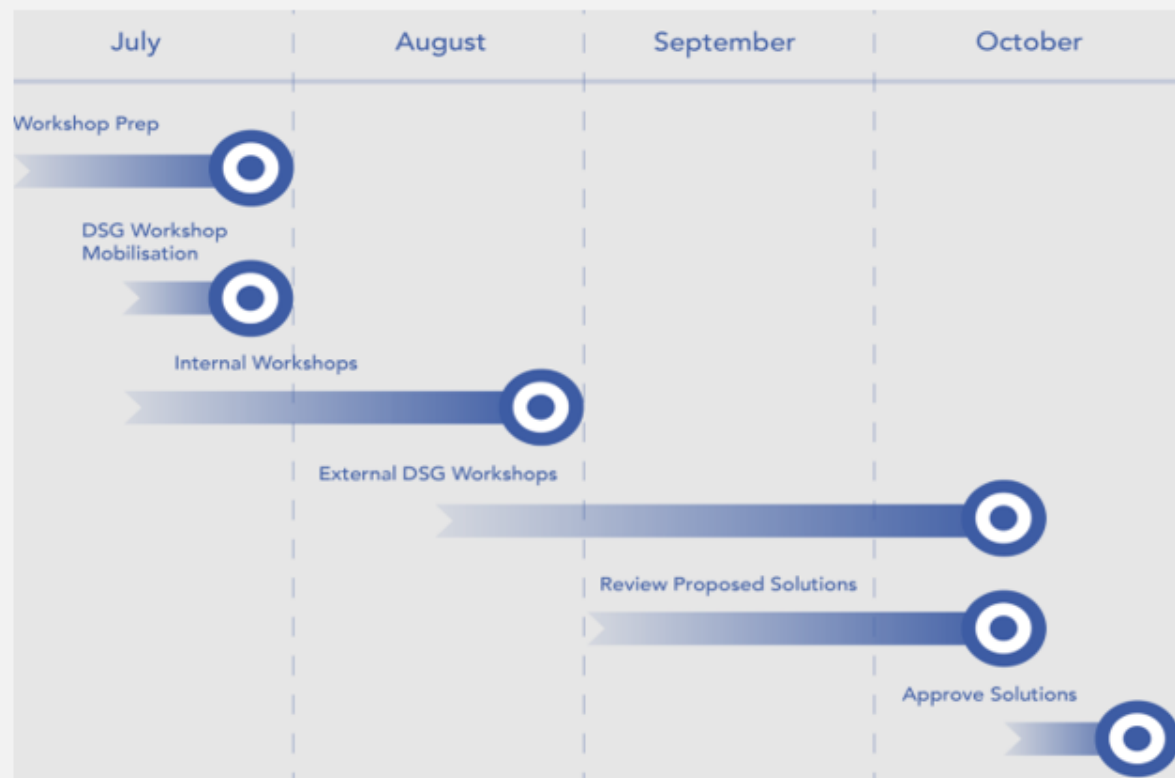 July
August
September
October
Workshop Prep
DSG Workshop
Mobilisation
Internal Workshops
External DSG Workshops
Review Proposed Solutions
Approve Solutions